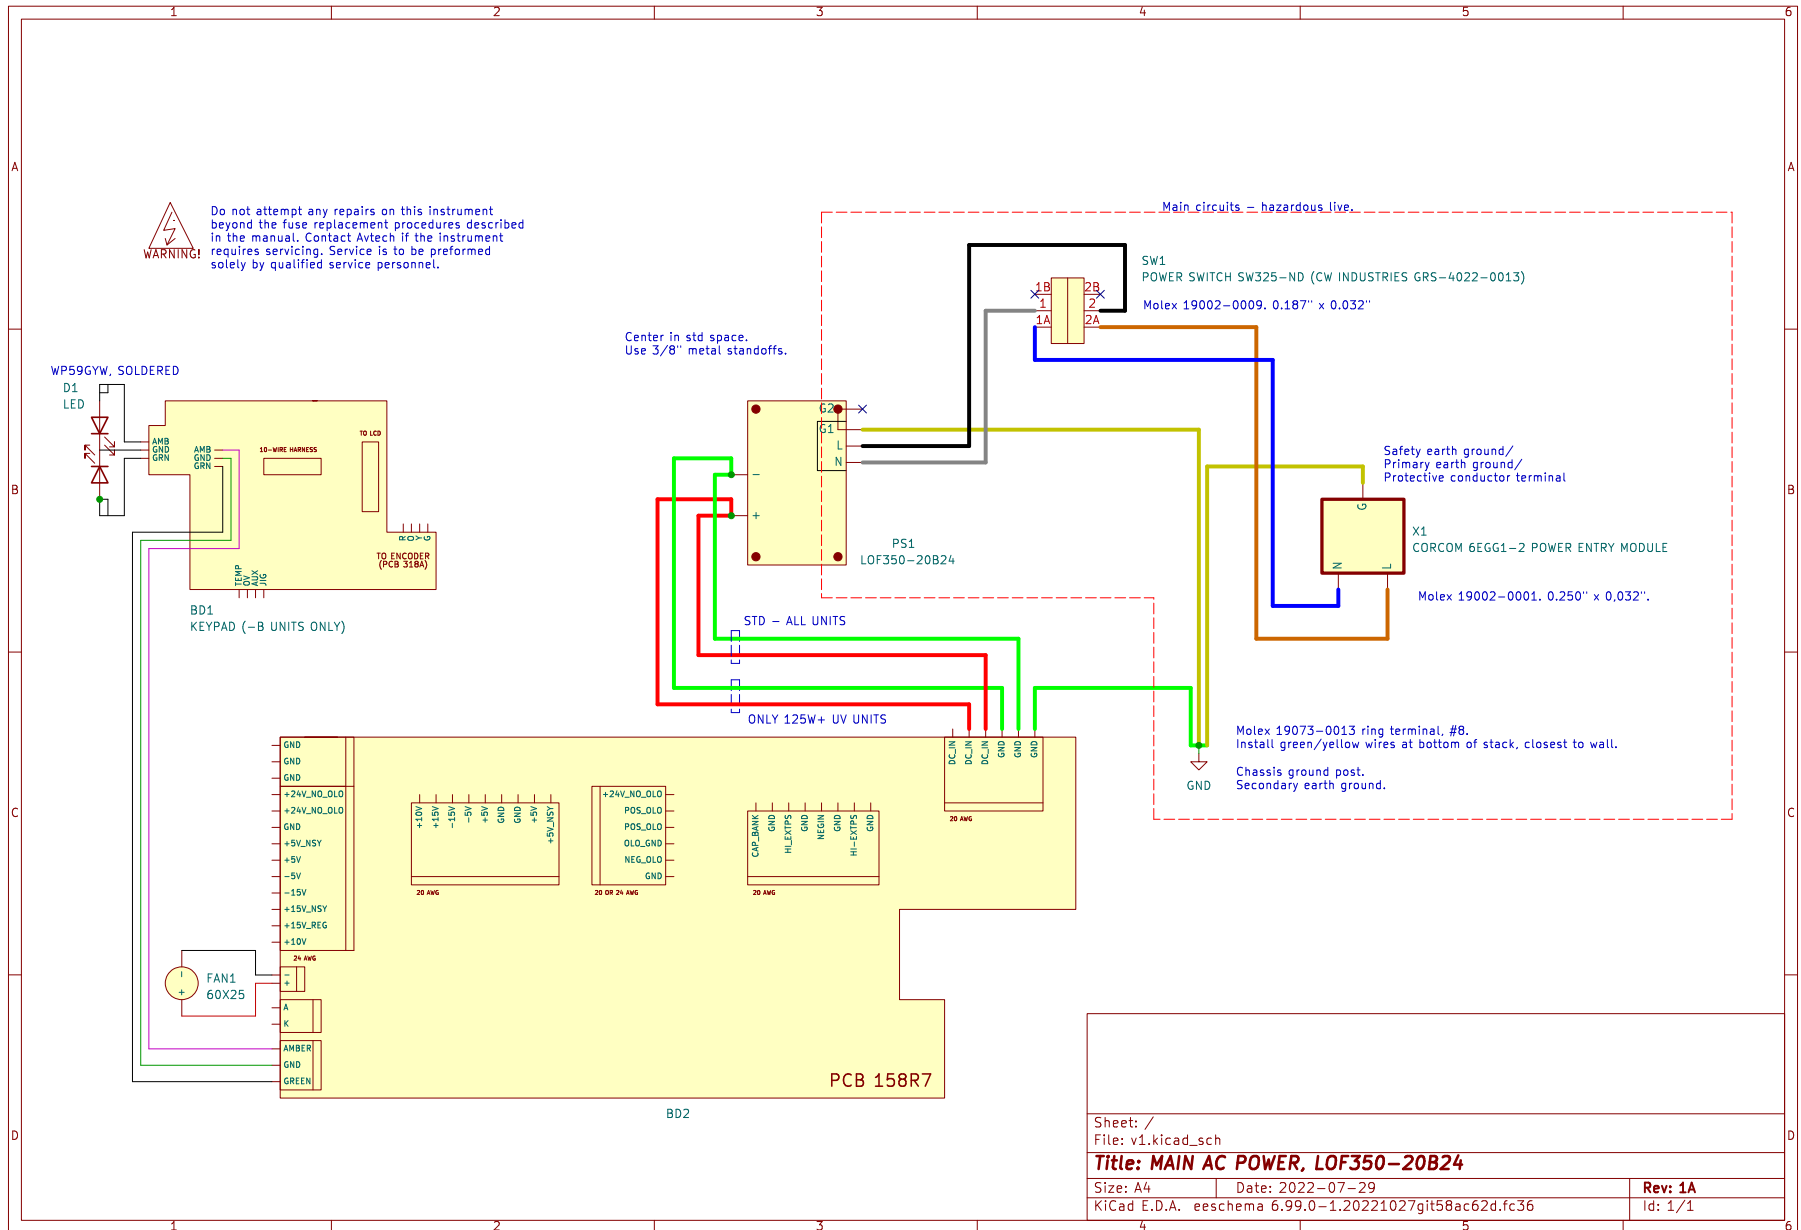 1 2 3 4 5 6
A A
B B
C C
D D
1 2 3 4 5 6
WARNING!
Do not attempt any repairs on this instrument
beyond the fuse replacement procedures described
in the manual. Contact Avtech if the instrument
requires servicing. Service is to be preformed
solely by qualified service personnel.
Main circuits – hazardous live.
SW1
POWER SWITCH SW325-ND (CW INDUSTRIES GRS-4022-0013)
Molex 19002-0009. 0.187" x 0.032"
1B
1
1A
2B
2
2A
Center in std space.
Use 3/8" metal standoffs.
WP59GYW, SOLDERED
D1
LED
AMB
GND
GRN
AMB
GND
GRN
10-WIRE HARNESS
TO LCD
R
O
Y
G
TO ENCODER
(PCB 318A)
TEMP
0V
AUX
JIG
BD1
KEYPAD (-B UNITS ONLY)
G2
G1
L
N
-
+
PS1
LOF350-20B24
Safety earth ground/
Primary earth ground/
Protective conductor terminal
G
N
L
X1
CORCOM 6EGG1-2 POWER ENTRY MODULE
Molex 19002-0001. 0.250" x 0,032".
STD - ALL UNITS
ONLY 125W+ UV UNITS
Molex 19073-0013 ring terminal, #8.
Install green/yellow wires at bottom of stack, closest to wall.
Chassis ground post.
Secondary earth ground.
GND
GND
GND
GND
+24V_NO_OLO
+24V_NO_OLO
GND
+5V_NSY
+5V
-5V
-15V
+15V_NSY
+15V_REG
+10V
24 AWG
-
+
A
K
AMBER
GND
GREEN
FAN1
60X25
-
+
+10V
+15V
-15V
-5V
+5V
GND
GND
+5V
+5V_NSY
20 AWG
+24V_NO_OLO
POS_OLO
POS_OLO
OLO_GND
NEG_OLO
GND
20 OR 24 AWG
CAP_BANK
GND
HI_EXTPS
GND
NEGIN
GND
HI-EXTPS
GND
20 AWG
DC_IN
DC_IN
DC_IN
GND
GND
GND
20 AWG
PCB 158R7
BD2
Sheet: /
File: v1.kicad_sch
Title: MAIN AC POWER, LOF350-20B24
Size: A4 Date: 2022-07-29 Rev: 1A
KiCad E.D.A. eeschema 6.99.0-1.20221027git58ac62d.fc36 Id: 1/1